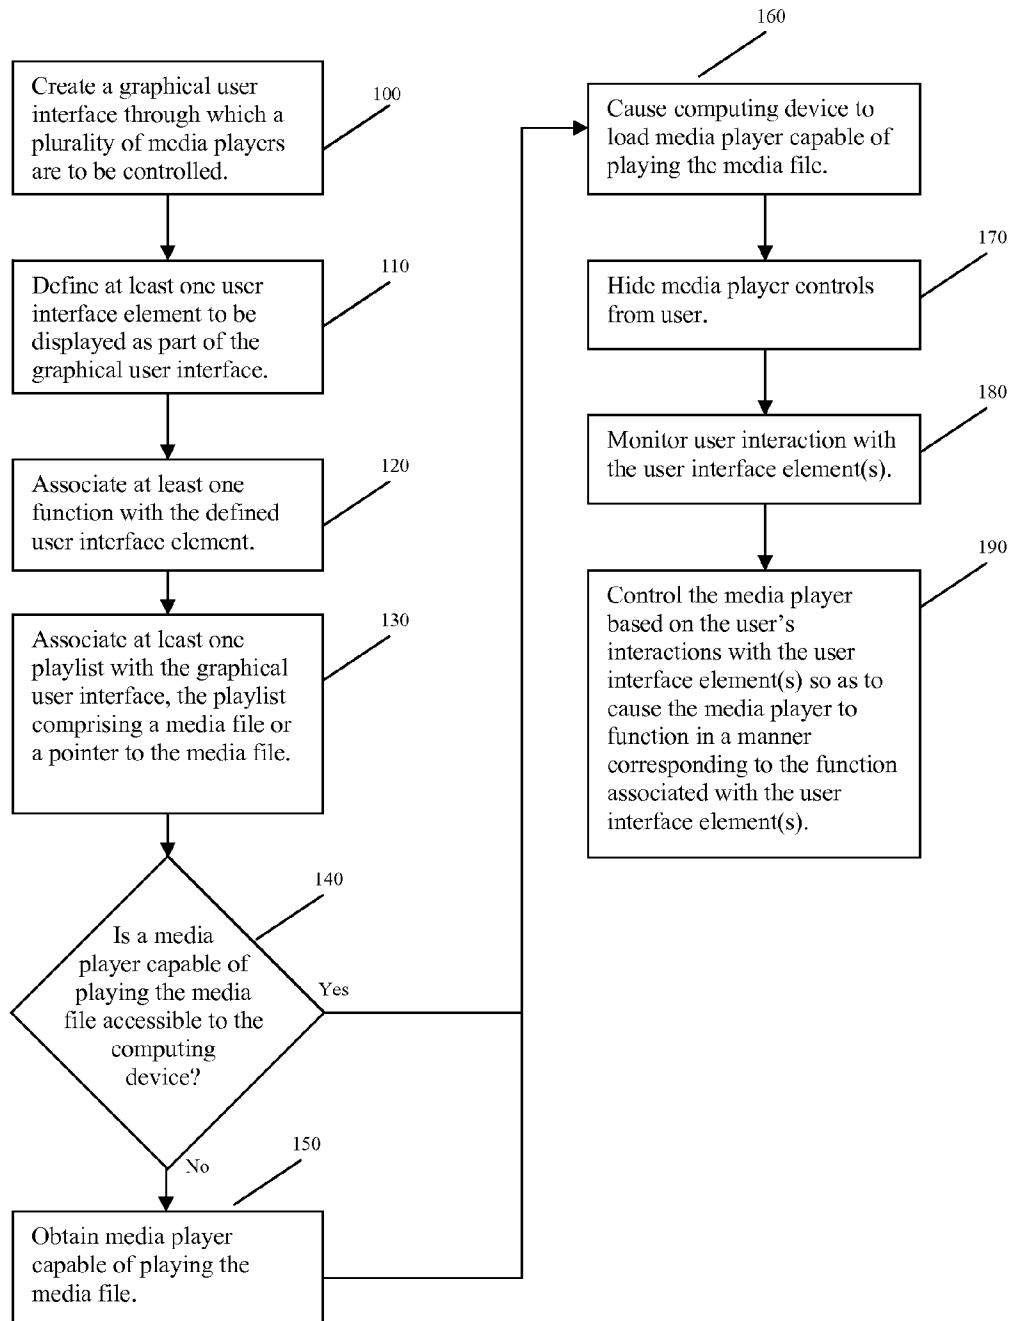 Create a graphical user
interface through which a
plurality of media players
are to be controlled.
100
Define at least one user
interface element to be
displayed as part of the
graphical user interface.
110
Associate at least one
function with the defined
user interface element.
120
Associate at least one
playlist with the graphical
user interface, the playlist
comprising a media file or
a pointer to the media file.
130
Is a media
player capable of
playing the media
file accessible to the
computing
device?
140
Yes
No
150
Obtain media player
capable of playing the
media file.
160
Cause computing device to
load media player capable of
playing the media file.
170
Hide media player controls
from user.
180
Monitor user interaction with
the user interface element(s).
190
Control the media player
based on the user’s
interactions with the user
interface element(s) so as to
cause the media player to
function in a manner
corresponding to the function
associated with the user
interface element(s).